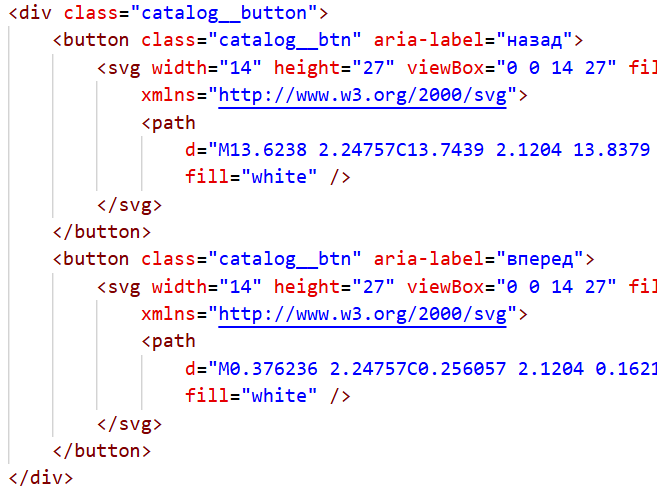 <div class="catalog__button">
<button class="catalog__btn" aria-label="назад">
<svg width="14" height="27" viewBox="0 0 14 27" fil
xmlns="http://www.w3.org/2000/svg">
<path
d="M13.6238 2.24757C13.7439 2.1204 13.8379
fill="white" />
</svg>
</button>
<button class="catalog__btn" aria-label="вперед">
<svg width="14" height="27" viewBox="0 0 14 27" fil
xmlns="http://www.w3.org/2000/svg">
<path
d="M0.376236 2.24757C0.256057 2.1204 0.1621
fill="white" />
</svg>
</button>
</div>